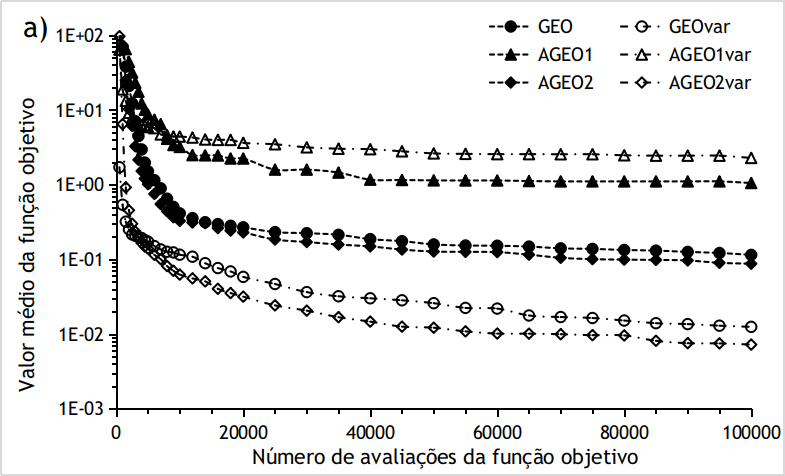 a)
GEO
GEOvar
AGEO1
AGEO1var
AGEO2
AGEO2var
Valor médio da função objetivo
1E+02
1E+01
1E+00
1E-01
1E-02
1E-03
0 20000 40000 60000 80000 100000
Número de avaliações da função objetivo